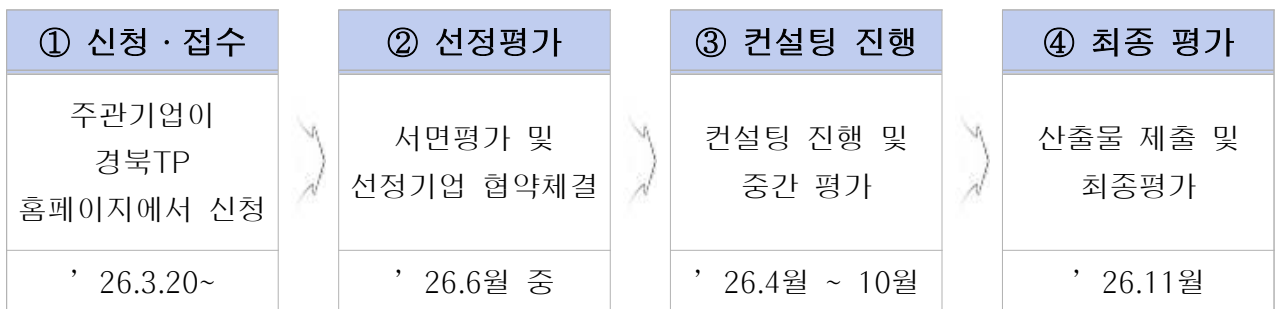 ① 신청·접수
주관기업이
경북TP
홈페이지에서 신청
’ 26.3.20~
② 선정평가
서면평가 및
선정기업 협약체결
’ 26.6월 중
③ 컨설팅 진행
컨설팅 진행 및
중간 평가
’ 26.4월 ~ 10월
④ 최종 평가
산출물 제출 및
최종평가
’ 26.11월